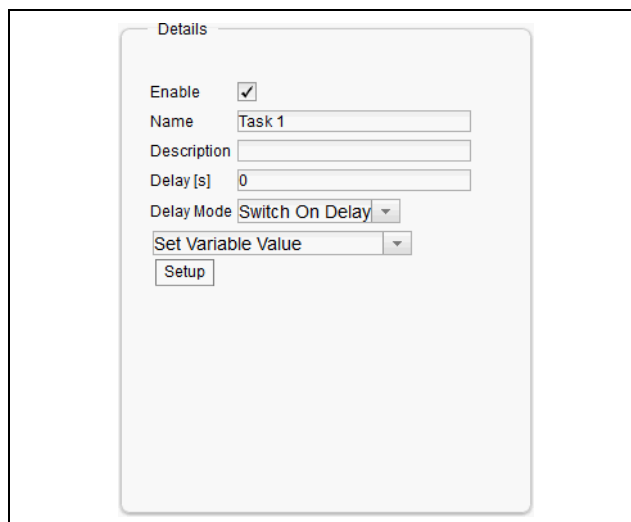 Details
Enable
Name Task 1
Description
Delay [s] 0
Delay Mode Switch On Delay
Set Variable Value
Setup